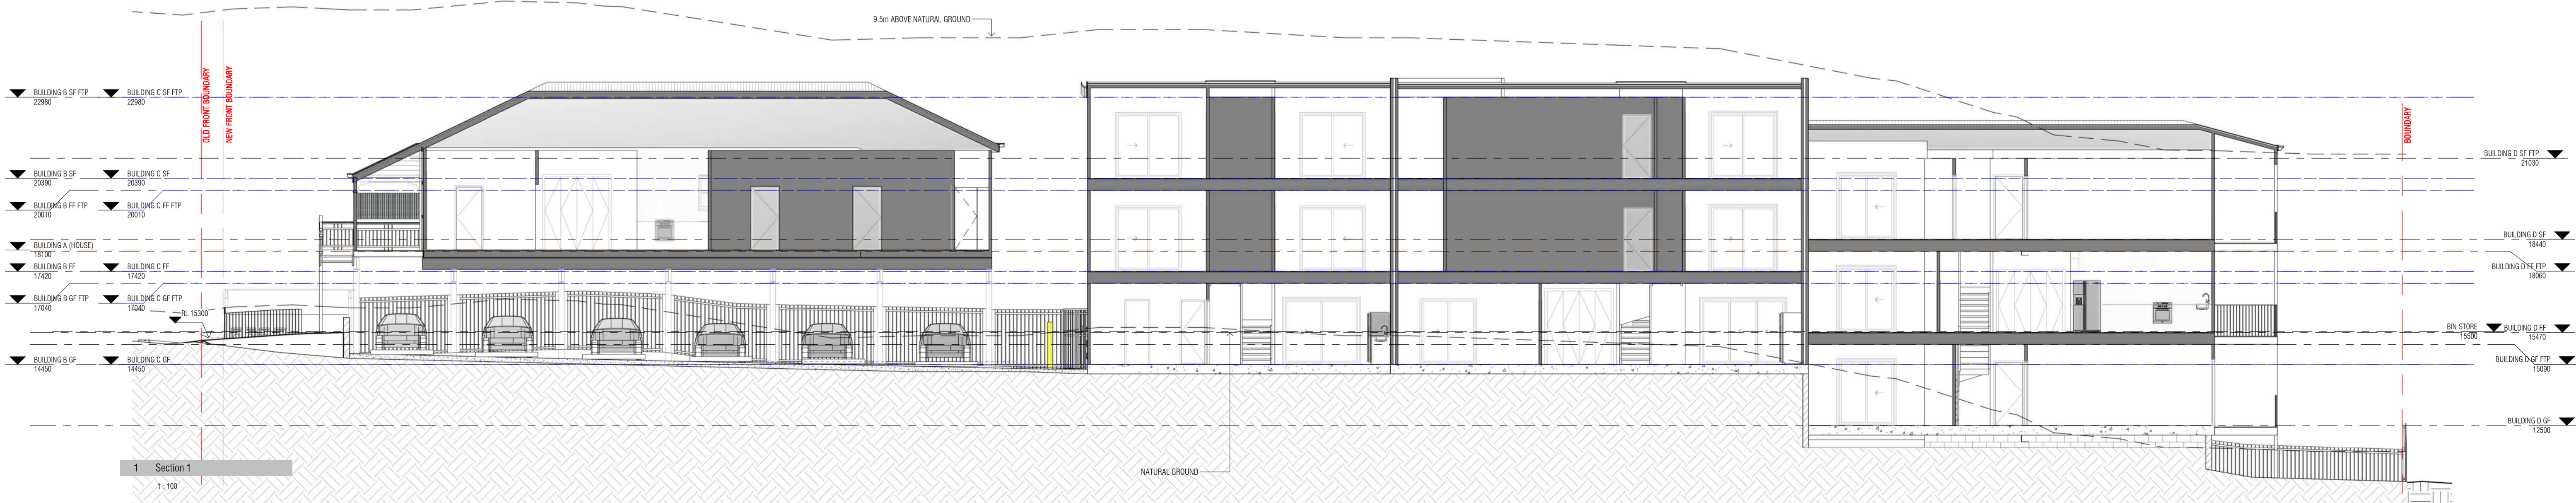 9.5m ABOVE NATURAL GROUND
OLD FRONT BOUNDARY
NEW FRONT BOUNDARY
BUILDING B SF FTP
22980
BUILDING C SF FTP
22980
BUILDING B SF
20390
BUILDING C SF
20390
BUILDING B FF FTP
20010
BUILDING C FF FTP
20010
BUILDING A (HOUSE)
18100
BUILDING B FF
17420
BUILDING C FF
17420
BUILDING B GF FTP
17040
BUILDING C GF FTP
17040
RL 15300
BUILDING B GF
14450
BUILDING C GF
14450
BOUNDARY
BUILDING D SF FTP
21030
BUILDING D SF
18440
BUILDING D FF FTP
18060
BIN STORE
15500
BUILDING D FF
15470
BUILDING D GF FTP
15090
BUILDING D GF
12500
NATURAL GROUND
1 Section 1
1 : 100